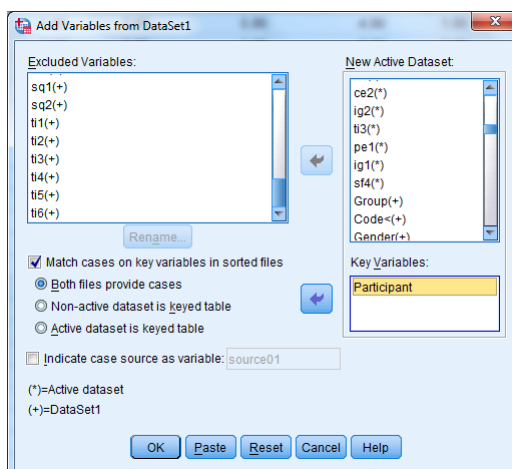 Add Variables from DataSet1
Excluded Variables:
sq1(+)
sq2(+)
ti1(+)
ti2(+)
ti3(+)
ti4(+)
ti5(+)
ti6(+)
Rename...
New Active Dataset:
ce2(*)
ig2(*)
ti3(*)
pe1(*)
ig1(*)
sf4(*)
Group(+)
Code<(+)
Gender(+)
Match cases on key variables in sorted files
Both files provide cases
Non-active dataset is keyed table
Active dataset is keyed table
Key Variables:
Participant
Indicate case source as variable: source01
(*)=Active dataset
(+)=DataSet1
OK Paste Reset Cancel Help